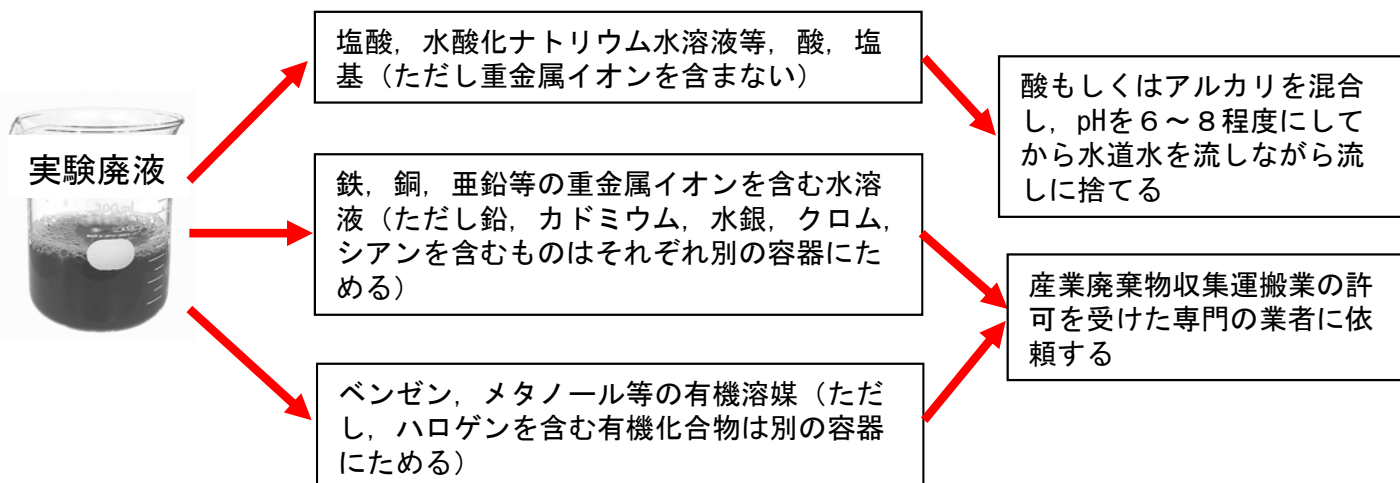 実験廃液
塩酸，水酸化ナトリウム水溶液等，酸，塩
基（ただし重金属イオンを含まない）
鉄，銅，亜鉛等の重金属イオンを含む水溶
液（ただし鉛，カドミウム，水銀，クロム，
シアンを含むものはそれぞれ別の容器にた
める）
ベンゼン，メタノール等の有機溶媒（ただ
し，ハロゲンを含む有機化合物は別の容器
にためる）
酸もしくはアルカリを混合
し，pHを６～８程度にして
から水道水を流しながら流
しに捨てる
産業廃棄物収集運搬業の許
可を受けた専門の業者に依
頼する